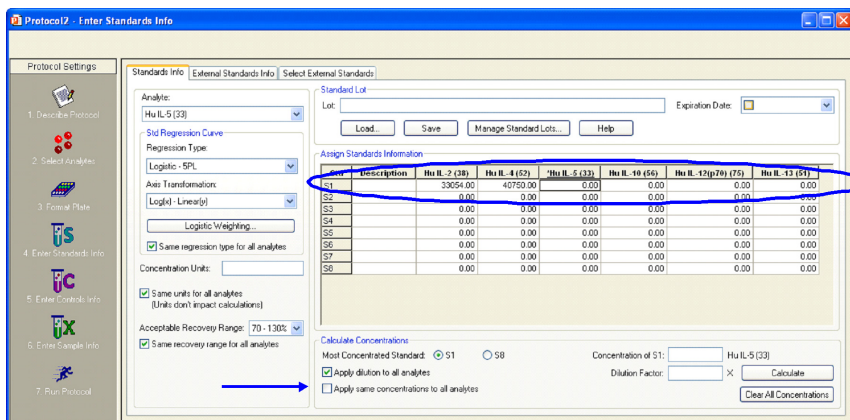 Protocol2 - Enter Standards Info
Protocol Settings
1. Describe Protocol
2. Select Analytes
3. Format Plate
4. Enter Standards Info
5. Enter Controls Info
6. Enter Sample Info
7. Run Protocol
Standards Info External Standards Info Select External Standards
Analyte:
Hu IL-5 (33)
Std Regression Curve
Regression Type:
Logistic - 5PL
Axis Transformation:
Log(x) - Linear(y)
Logistic Weighting...
Same regression type for all analytes
Concentration Units:
Same units for all analytes
(Units don't impact calculations)
Acceptable Recovery Range: 70 - 130%
Same recovery range for all analytes
Standard Lot
Lot: Expiration Date:
Load... Save Manage Standard Lots... Help
Assign Standards Information
Std Description Hu IL-2 (38) Hu IL-4 (52) *Hu IL-5 (33) Hu IL-10 (56) Hu IL-12(p70) (75) Hu IL-13 (51)
S1 33054.00 40750.00 0.00 0.00 0.00 0.00
S2 0.00 0.00 0.00 0.00 0.00 0.00
S3 0.00 0.00 0.00 0.00 0.00 0.00
S4 0.00 0.00 0.00 0.00 0.00 0.00
S5 0.00 0.00 0.00 0.00 0.00 0.00
S6 0.00 0.00 0.00 0.00 0.00 0.00
S7 0.00 0.00 0.00 0.00 0.00 0.00
S8 0.00 0.00 0.00 0.00 0.00 0.00
Calculate Concentrations
Most Concentrated Standard: S1 S8 Concentration of S1: Hu IL-5 (33)
Apply dilution to all analytes Dilution Factor: X Calculate
Apply same concentrations to all analytes
Clear All Concentrations